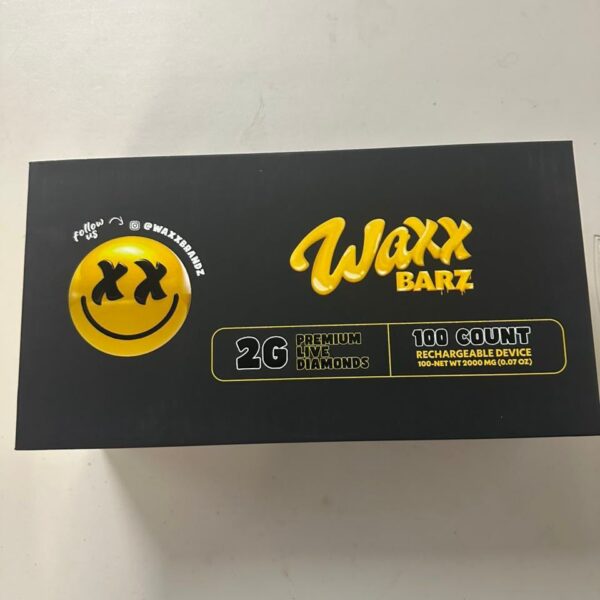 Follow us
@WAXXBRANDZ
Waxx
BARZ
2G
PREMIUM
LIVE
DIAMONDS
100 COUNT
RECHARGEABLE DEVICE
100-NET WT 2000 MG (0.07 OZ)